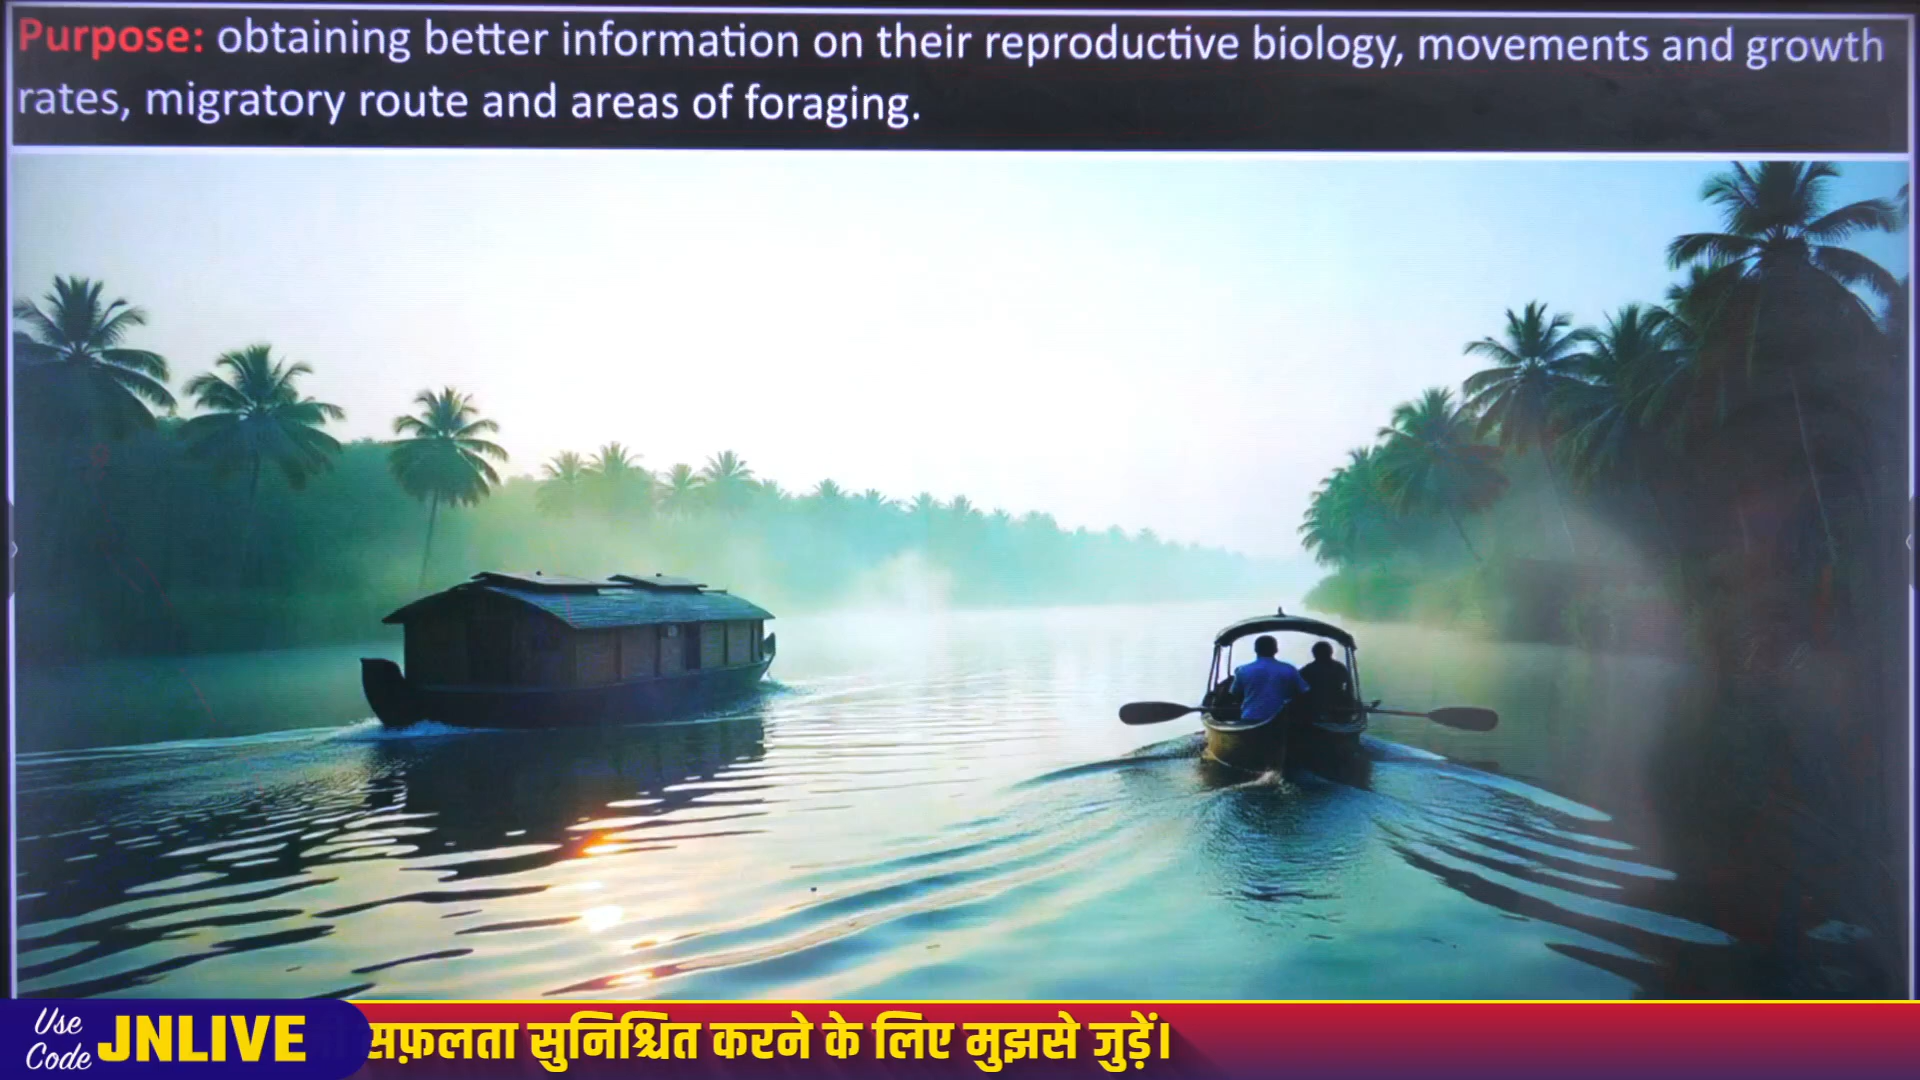 Purpose: obtaining better information on their reproductive biology, movements and growth
rates, migratory route and areas of foraging.
Use
Code JNLIVE
सफ़लता सुनिश्चित करने के लिए मुझसे जुड़ें।